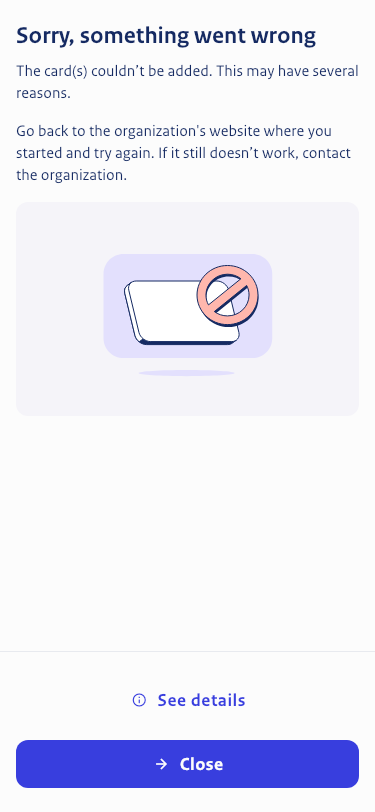 Sorry, something went wrong
The card(s) couldn’t be added. This may have several
reasons.
Go back to the organization's website where you
started and try again. If it still doesn’t work, contact
the organization.
See details
Close